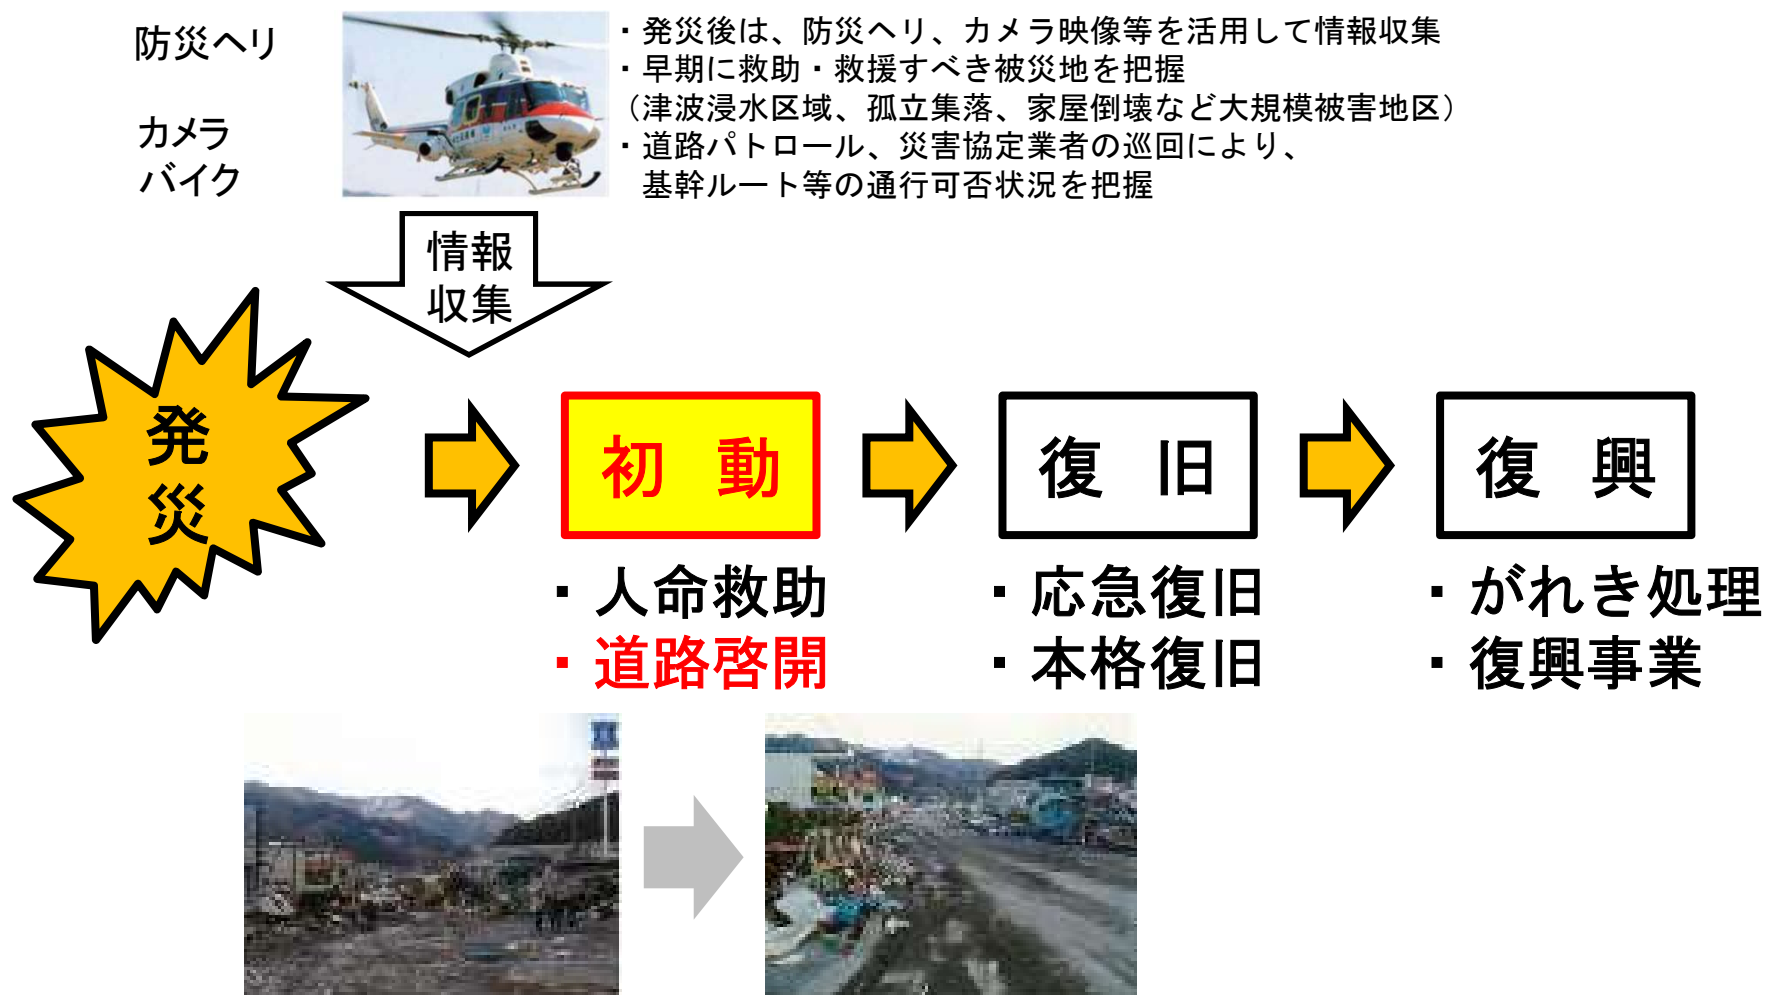 防災ヘリ
カメラ
バイク
・発災後は、防災ヘリ、カメラ映像等を活用して情報収集
・早期に救助・救援すべき被災地を把握
（津波浸水区域、孤立集落、家屋倒壊など大規模被害地区）
・道路パトロール、災害協定業者の巡回により、
基幹ルート等の通行可否状況を把握
情報
収集
発
災
初　動
復　旧
復　興
・人命救助
・道路啓開
・応急復旧
・本格復旧
・がれき処理
・復興事業